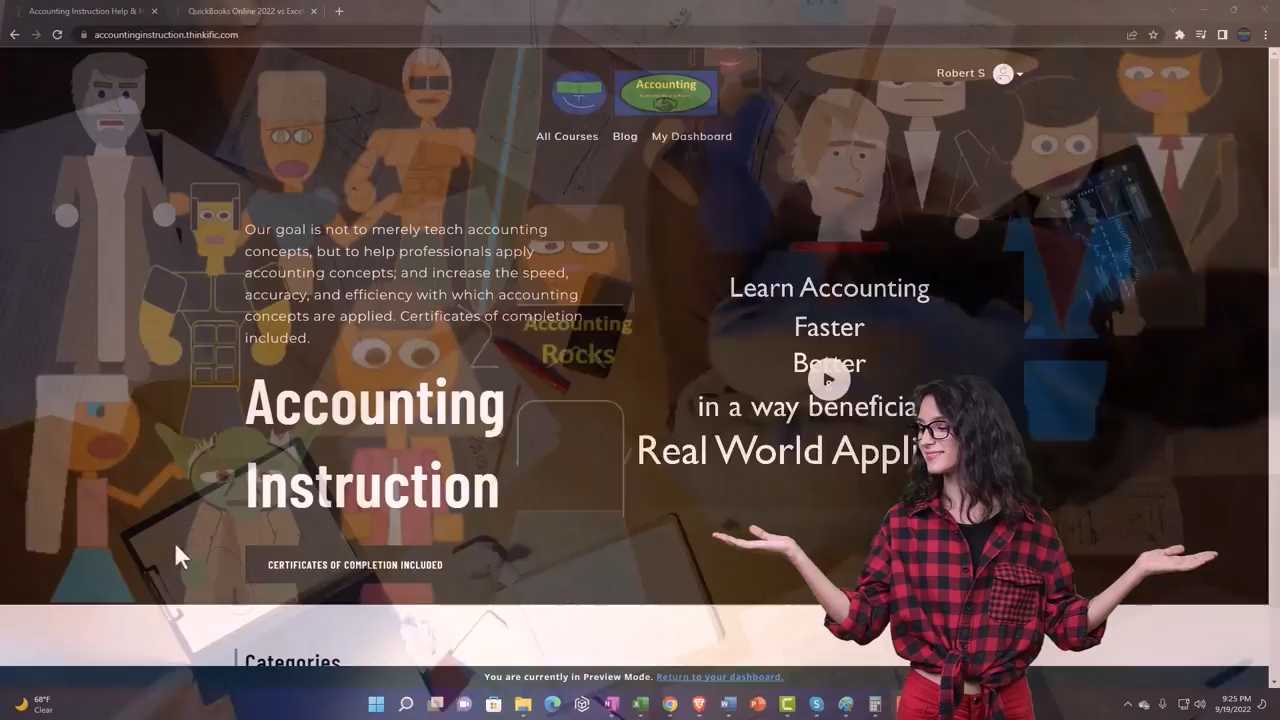 Accounting Instruction Help & H
QuickBooks Online 2022 vs Exce
accountinginstruction.thinkific.com
Robert S
Accounting
All Courses
Blog
My Dashboard
Our goal is not to merely teach accounting
concepts, but to help professionals apply
accounting concepts; and increase the speed,
accuracy, and efficiency with which accounting
concepts are applied. Certificates of completion
included.
Accounting
Rocks
Learn Accounting
Faster
Better
in a way beneficia
Real World Appli
Accounting
Instruction
CERTIFICATES OF COMPLETION INCLUDED
Categories
You are currently in Preview Mode. Return to your dashboard.
68°F
Clear
9:25 PM
9/19/2022